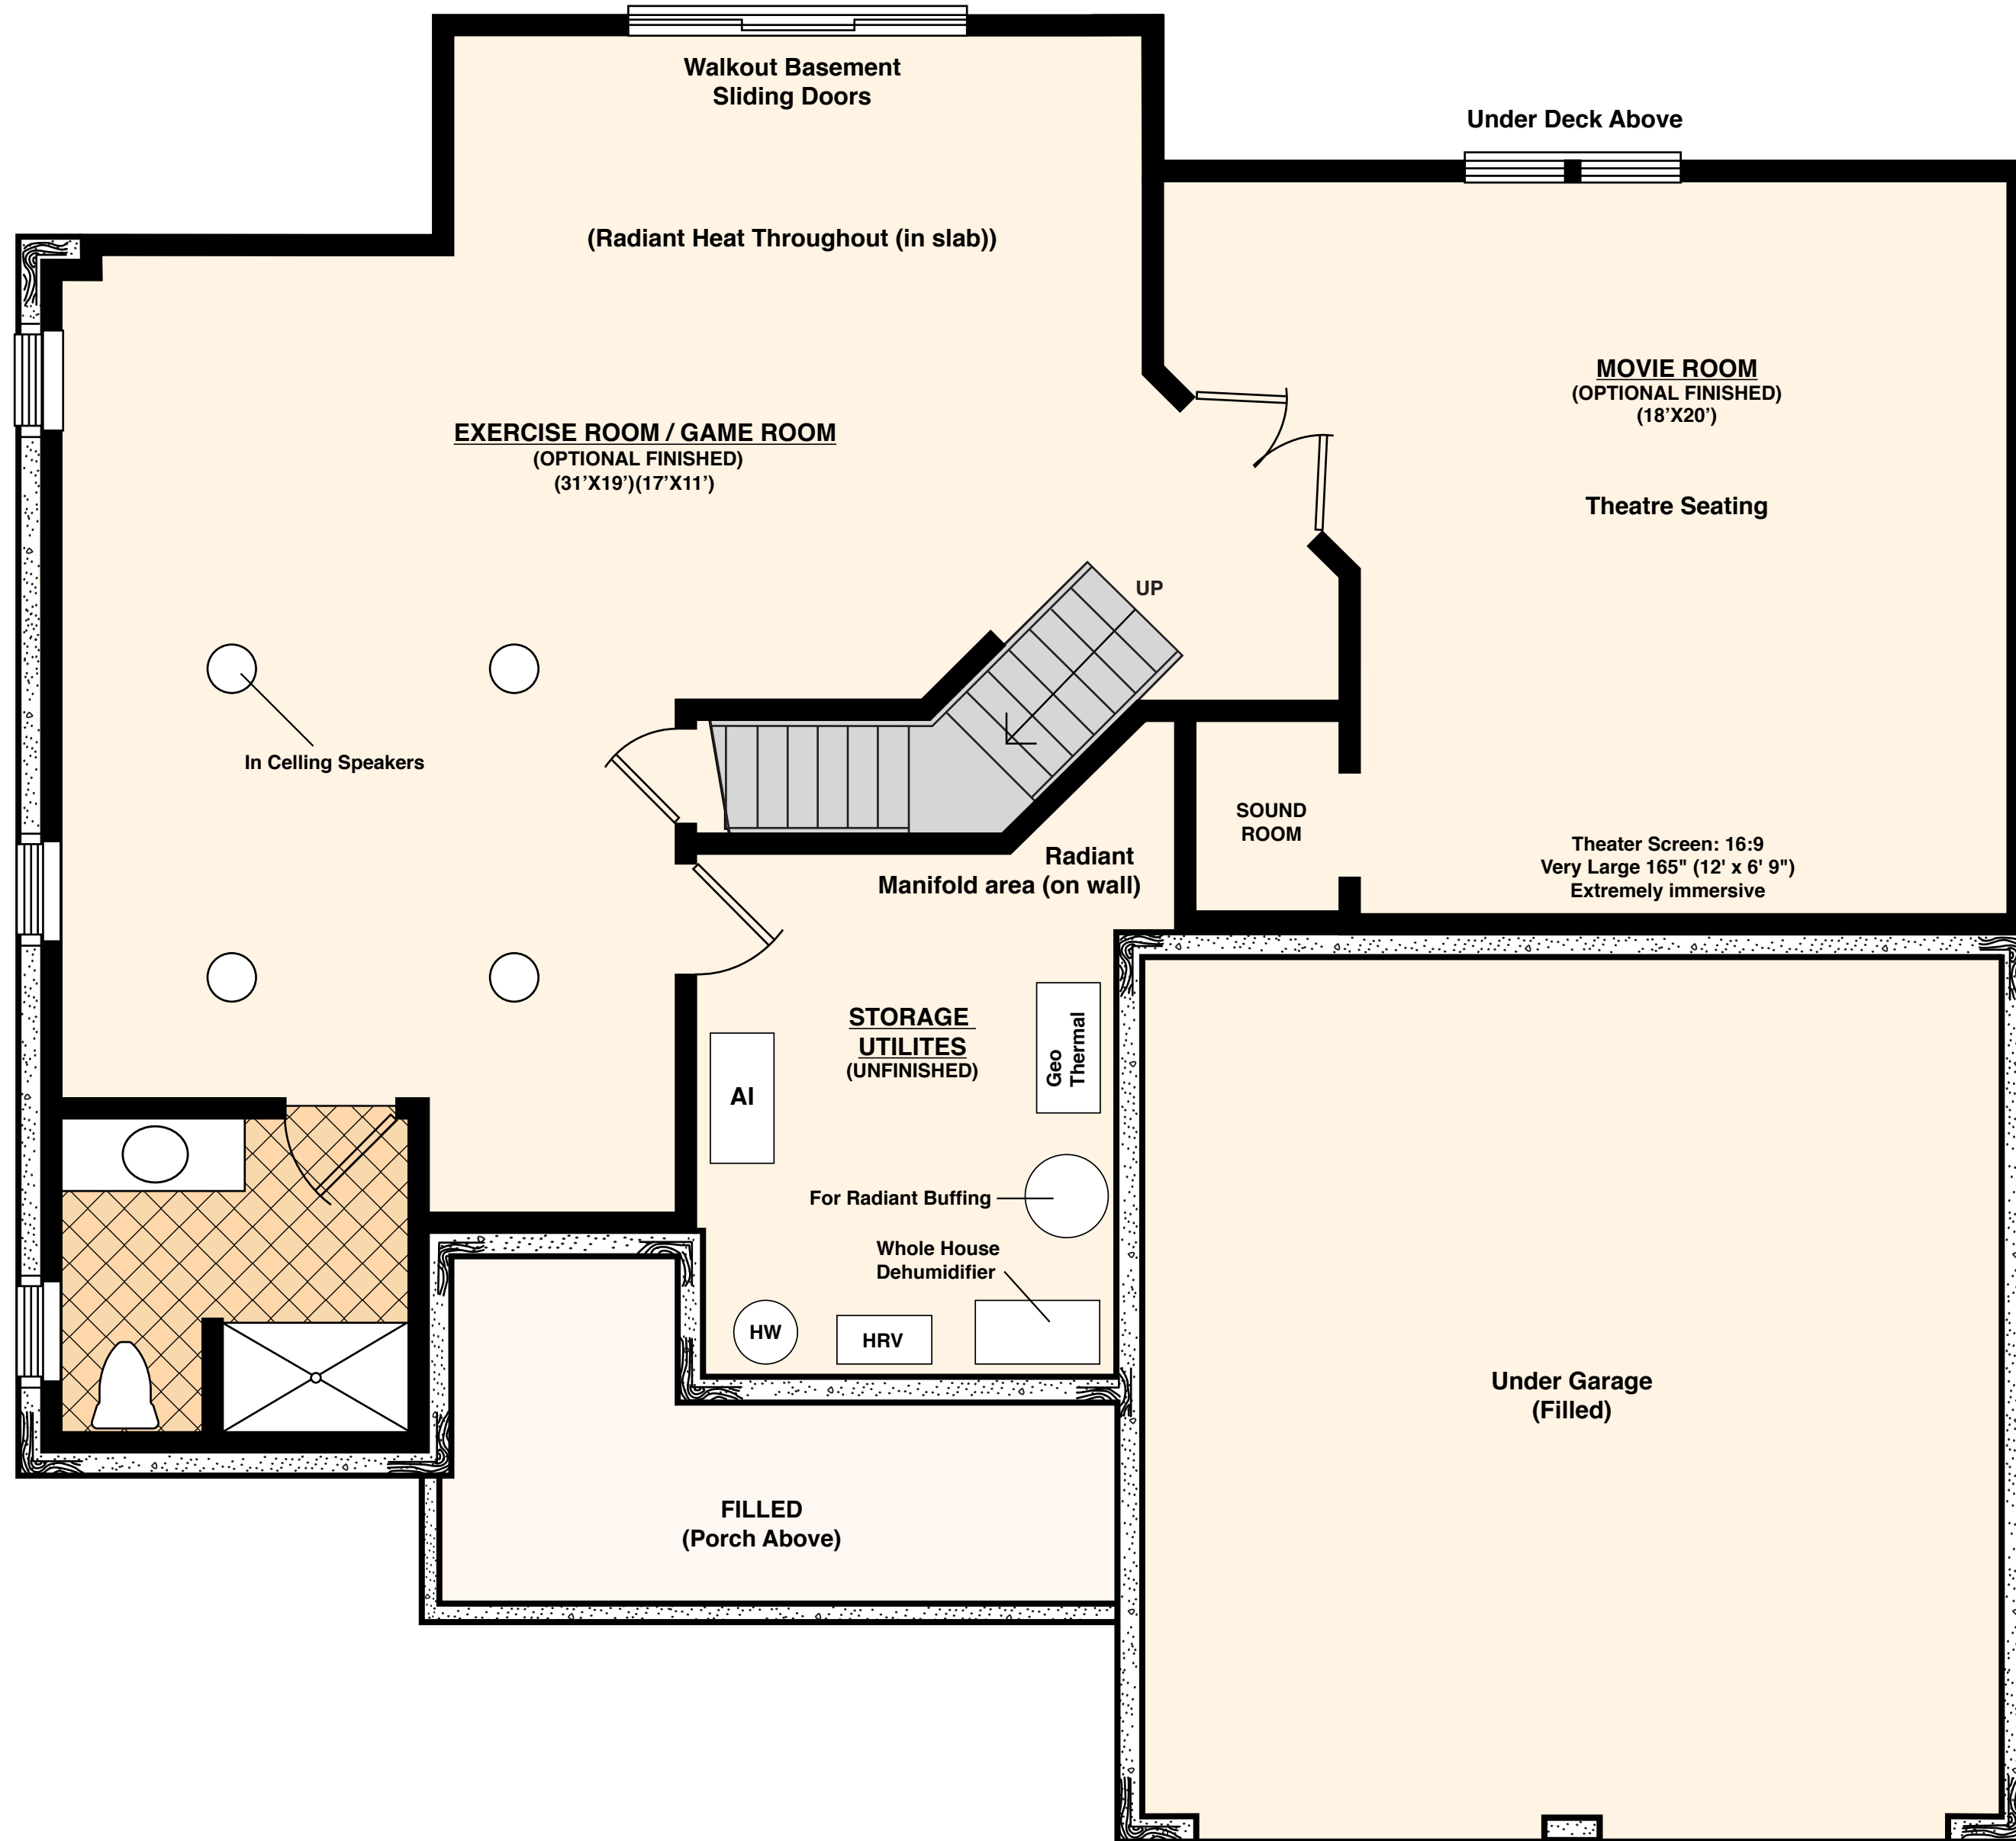 Walkout Basement
Sliding Doors
Under Deck Above
(Radiant Heat Throughout (in slab))
MOVIE ROOM
(OPTIONAL FINISHED)
(18’X20’)
EXERCISE ROOM / GAME ROOM
(OPTIONAL FINISHED)
(31’X19’)(17’X11’)
Theatre Seating
UP
In Celling Speakers
SOUND
ROOM
Theater Screen: 16:9
Very Large 165" (12' x 6' 9")
Extremely immersive
Radiant
Manifold area (on wall)
STORAGE
UTILITES
(UNFINISHED)
Geo
Thermal
AI
For Radiant Buffing
Whole House
Dehumidifier
HW
HRV
Under Garage
(Filled)
FILLED
(Porch Above)